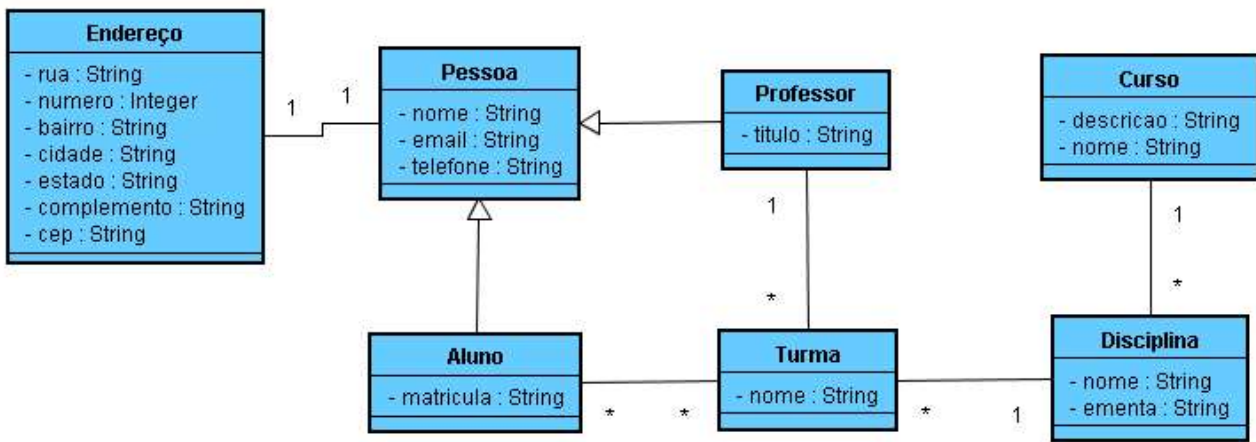 Endereço
- rua : String
- numero : Integer
- bairro : String
- cidade : String
- estado : String
- complemento : String
- cep : String
1
1
Pessoa
- nome : String
- email : String
- telefone : String
Professor
- titulo : String
Curso
- descricao : String
- nome : String
1
*
1
*
Aluno
- matricula : String
*
*
Turma
- nome : String
*
1
Disciplina
- nome : String
- ementa : String